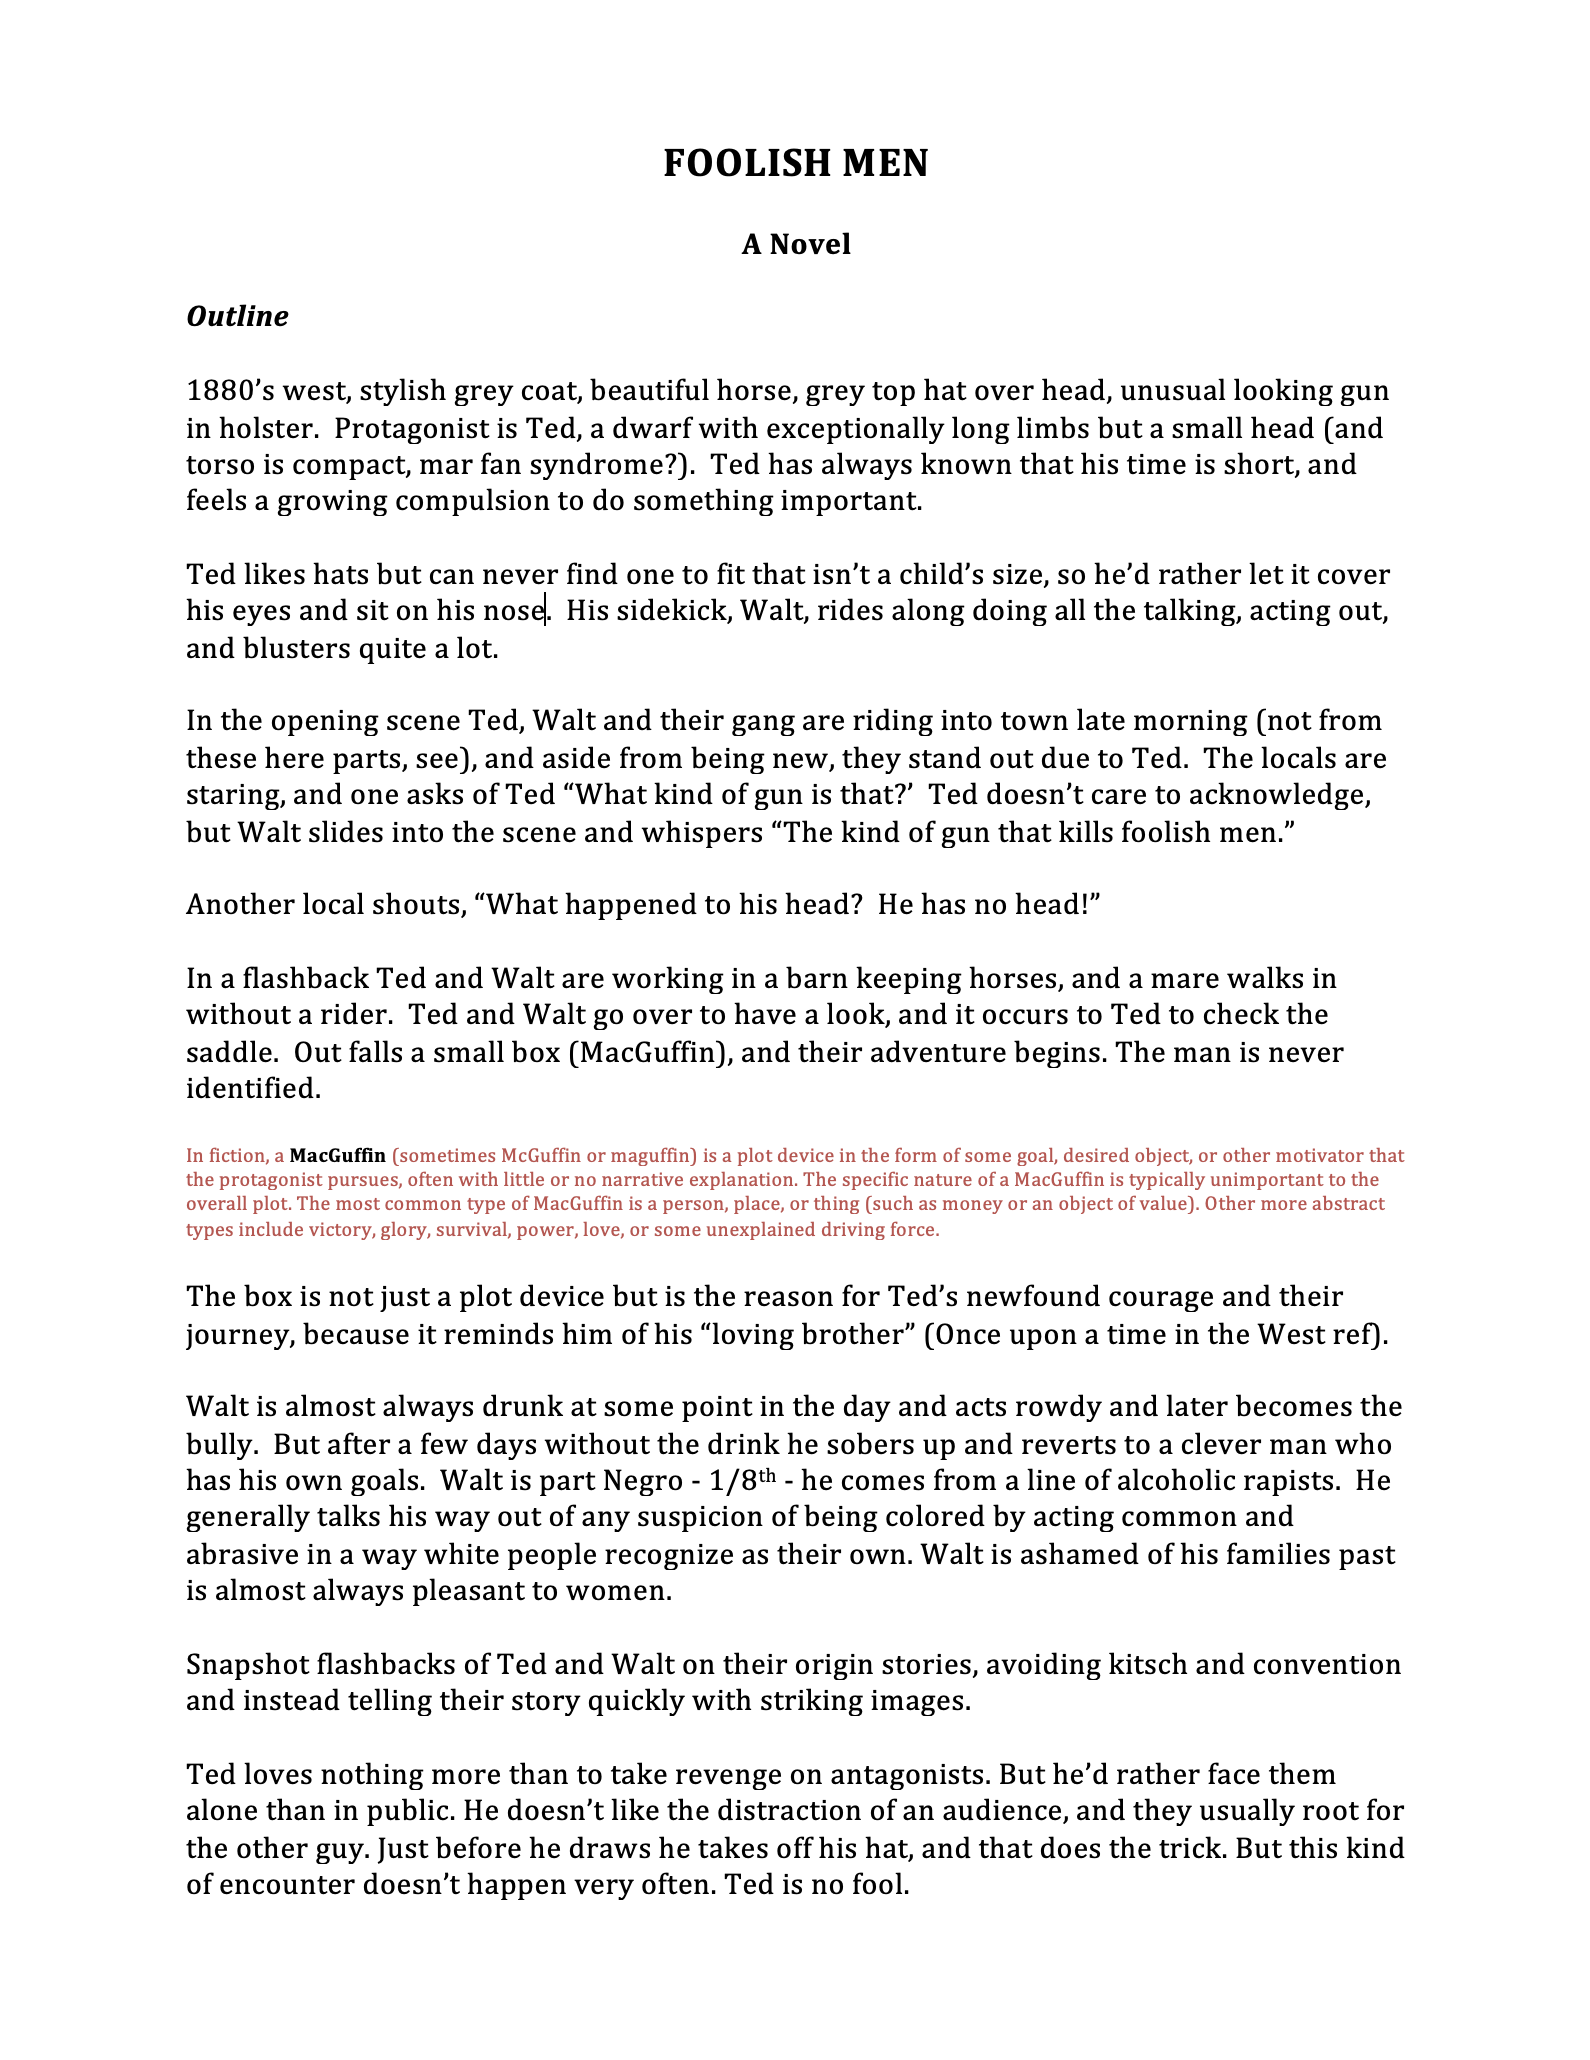 FOOLISH MEN
A Novel
Outline
1880’s west, stylish grey coat, beautiful horse, grey top hat over head, unusual looking gun
in holster.  Protagonist is Ted, a dwarf with exceptionally long limbs but a small head (and
torso is compact, mar fan syndrome?).  Ted has always known that his time is short, and
feels a growing compulsion to do something important.
Ted likes hats but can never find one to fit that isn’t a child’s size, so he’d rather let it cover
his eyes and sit on his nose.  His sidekick, Walt, rides along doing all the talking, acting out,
and blusters quite a lot.
In the opening scene Ted, Walt and their gang are riding into town late morning (not from
these here parts, see), and aside from being new, they stand out due to Ted.  The locals are
staring, and one asks of Ted “What kind of gun is that?’  Ted doesn’t care to acknowledge,
but Walt slides into the scene and whispers “The kind of gun that kills foolish men.”
Another local shouts, “What happened to his head?  He has no head!”
In a flashback Ted and Walt are working in a barn keeping horses, and a mare walks in
without a rider.  Ted and Walt go over to have a look, and it occurs to Ted to check the
saddle.  Out falls a small box (MacGuffin), and their adventure begins. The man is never
identified.
In fiction, a MacGuffin (sometimes McGuffin or maguffin) is a plot device in the form of some goal, desired object, or other motivator that
the protagonist pursues, often with little or no narrative explanation. The specific nature of a MacGuffin is typically unimportant to the
overall plot. The most common type of MacGuffin is a person, place, or thing (such as money or an object of value). Other more abstract
types include victory, glory, survival, power, love, or some unexplained driving force.
The box is not just a plot device but is the reason for Ted’s newfound courage and their
journey, because it reminds him of his “loving brother” (Once upon a time in the West ref).
Walt is almost always drunk at some point in the day and acts rowdy and later becomes the
bully.  But after a few days without the drink he sobers up and reverts to a clever man who
has his own goals.  Walt is part Negro - 1/8th - he comes from a line of alcoholic rapists.  He
generally talks his way out of any suspicion of being colored by acting common and
abrasive in a way white people recognize as their own. Walt is ashamed of his families past
is almost always pleasant to women.
Snapshot flashbacks of Ted and Walt on their origin stories, avoiding kitsch and convention
and instead telling their story quickly with striking images.
Ted loves nothing more than to take revenge on antagonists. But he’d rather face them
alone than in public. He doesn’t like the distraction of an audience, and they usually root for
the other guy. Just before he draws he takes off his hat, and that does the trick. But this kind
of encounter doesn’t happen very often. Ted is no fool.